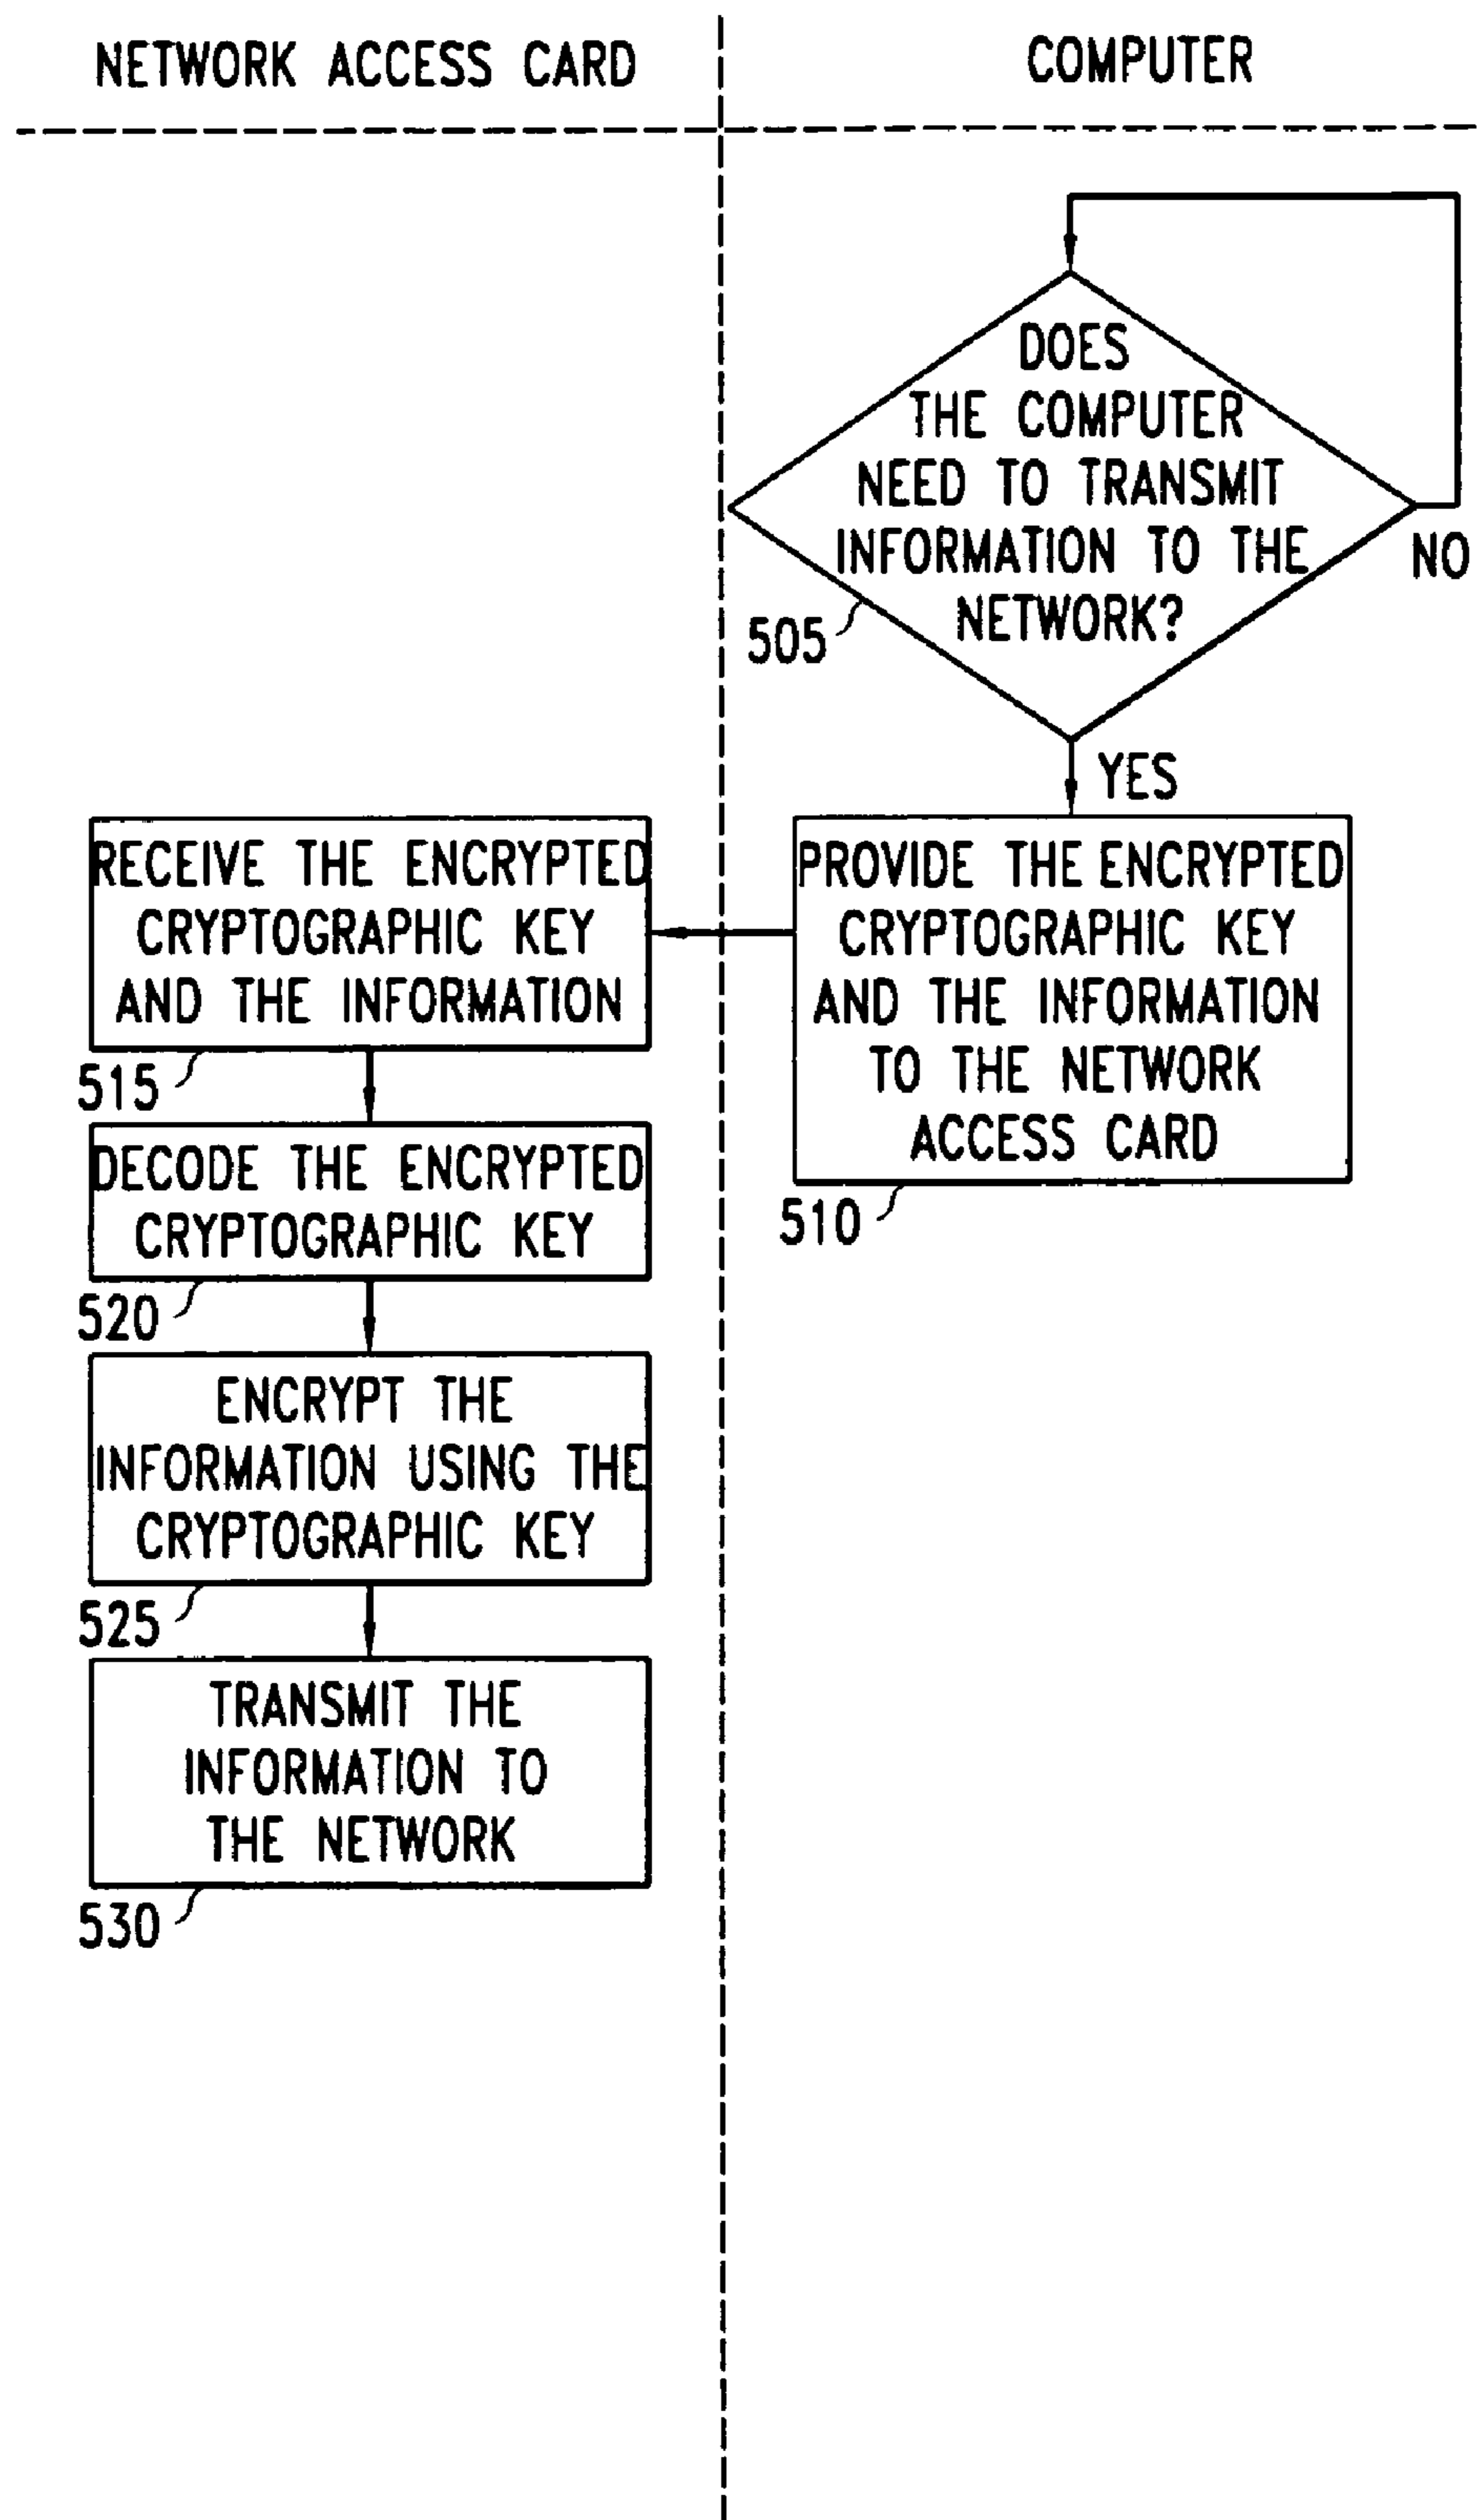 NETWORK ACCESS CARD
COMPUTER
DOES
THE COMPUTER
NEED TO TRANSMIT
INFORMATION TO THE
NETWORK?
NO
505
YES
PROVIDE THE ENCRYPTED
CRYPTOGRAPHIC KEY
AND THE INFORMATION
TO THE NETWORK
ACCESS CARD
510
RECEIVE THE ENCRYPTED
CRYPTOGRAPHIC KEY
AND THE INFORMATION
515
DECODE THE ENCRYPTED
CRYPTOGRAPHIC KEY
520
ENCRYPT THE
INFORMATION USING THE
CRYPTOGRAPHIC KEY
525
TRANSMIT THE
INFORMATION TO
THE NETWORK
530